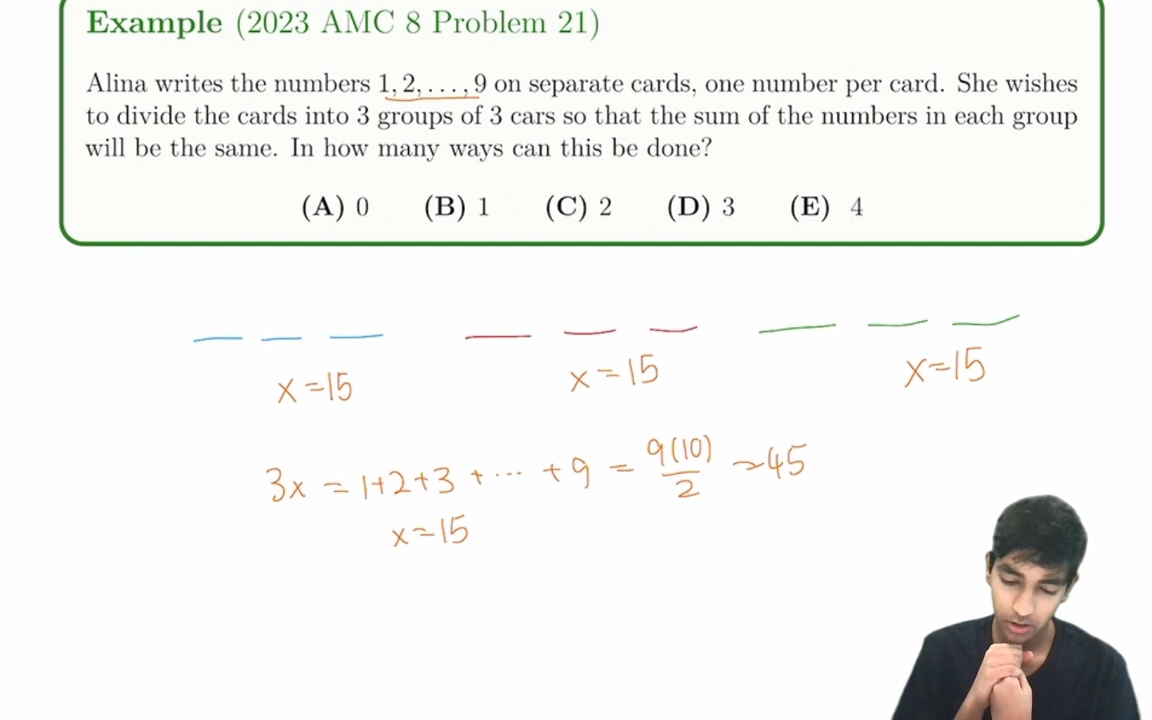 Example (2023 AMC 8 Problem 21)
Alina writes the numbers 1, 2, . . . , 9 on separate cards, one number per card. She wishes
to divide the cards into 3 groups of 3 cars so that the sum of the numbers in each group
will be the same. In how many ways can this be done?
(A) 0 (B) 1 (C) 2 (D) 3 (E) 4
x=15 x=15 x=15
3x = 1+2+3 + ... +9 = 9(10)/2 = 45
x=15